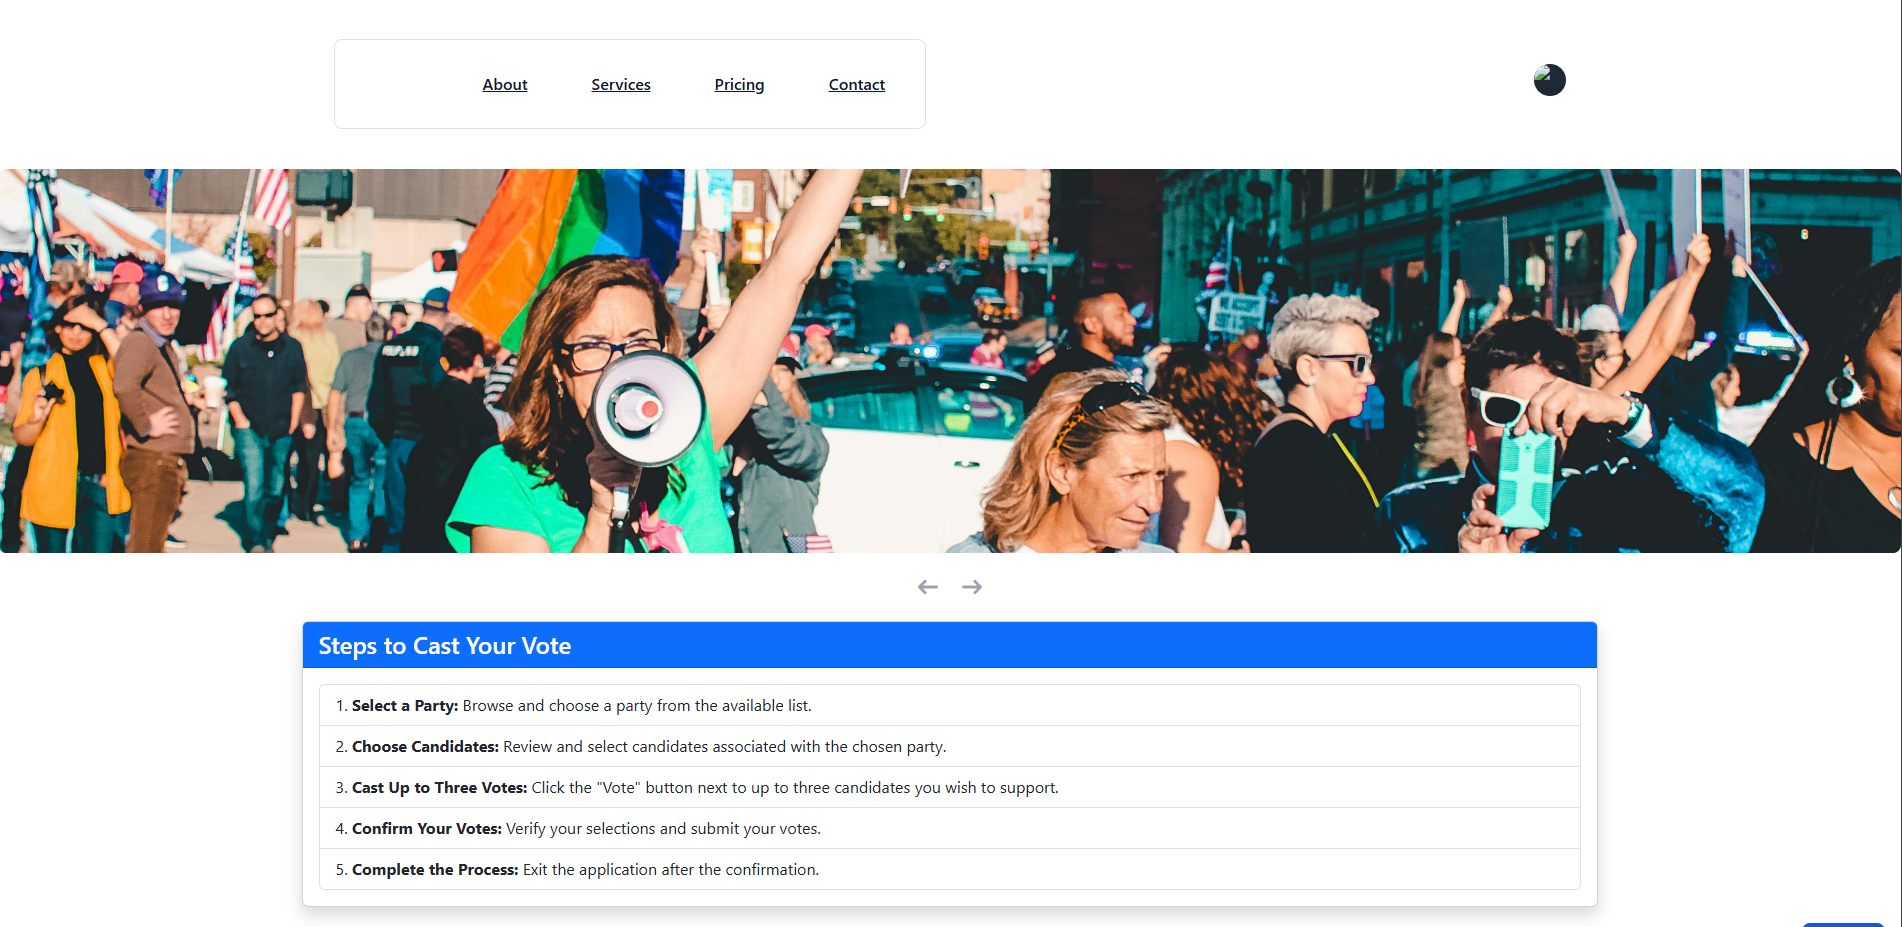 About Services Pricing Contact
Steps to Cast Your Vote
1. Select a Party: Browse and choose a party from the available list.
2. Choose Candidates: Review and select candidates associated with the chosen party.
3. Cast Up to Three Votes: Click the "Vote" button next to up to three candidates you wish to support.
4. Confirm Your Votes: Verify your selections and submit your votes.
5. Complete the Process: Exit the application after the confirmation.